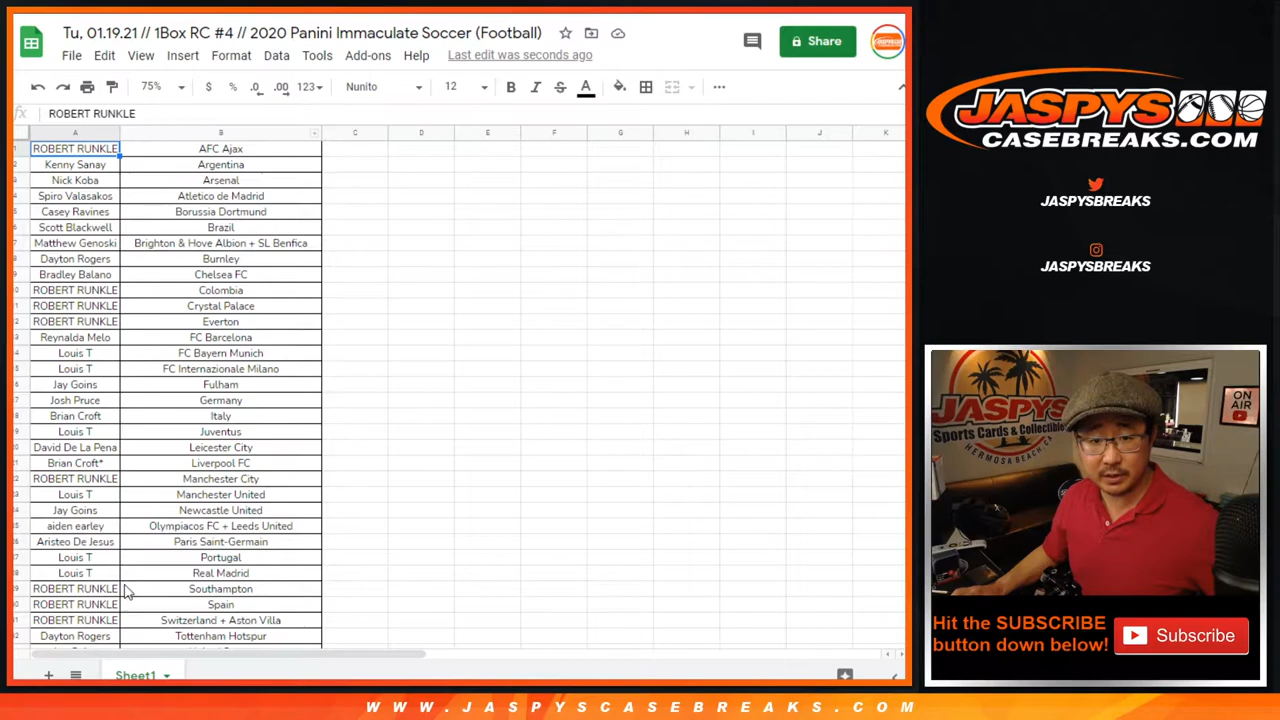 Tu, 01.19.21 // 1Box RC #4 // 2020 Panini Immaculate Soccer (Football)
File Edit View Insert Format Data Tools Add-ons Help Last edit was seconds ago
Share
75% $ % .0 .00 123 Nunito 12 B I S A
fx ROBERT RUNKLE
A B C D E F G H I J K
ROBERT RUNKLE AFC Ajax
2 Kenny Sanay Argentina
3 Nick Koba Arsenal
4 Spiro Valasakos Atletico de Madrid
5 Casey Ravines Borussia Dortmund
6 Scott Blackwell Brazil
7 Matthew Genoski Brighton & Hove Albion + SL Benfica
8 Dayton Rogers Burnley
9 Bradley Balano Chelsea FC
ROBERT RUNKLE Colombia
ROBERT RUNKLE Crystal Palace
ROBERT RUNKLE Everton
Reynalda Melo FC Barcelona
Louis T FC Bayern Munich
Louis T FC Internazionale Milano
Jay Goins Fulham
Josh Pruce Germany
Brian Croft Italy
Louis T Juventus
David De La Pena Leicester City
Brian Croft* Liverpool FC
ROBERT RUNKLE Manchester City
Louis T Manchester United
Jay Goins Newcastle United
aiden earley Olympiacos FC + Leeds United
Aristeo De Jesus Paris Saint-Germain
Louis T Portugal
Louis T Real Madrid
ROBERT RUNKLE Southampton
ROBERT RUNKLE Spain
ROBERT RUNKLE Switzerland + Aston Villa
Dayton Rogers Tottenham Hotspur
Sheet1
JASPYS
CASEBREAKS.COM
JASPYSBREAKS
JASPYSBREAKS
JASPYS
Sports Cards & Collectibles
HERMOSA BEACH, CA
ON AIR
Hit the SUBSCRIBE
button down below!
Subscribe
WWW.JASPYSCASEBREAKS.COM